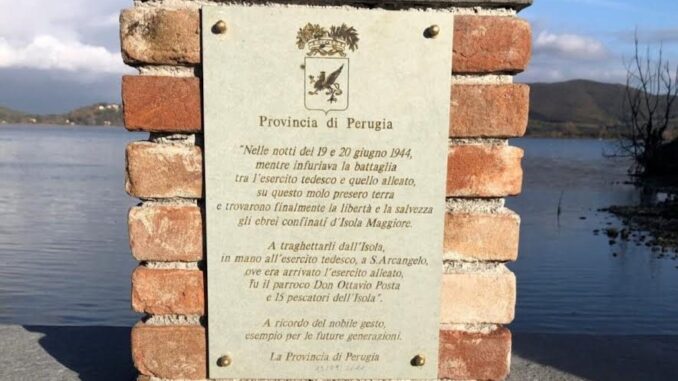 Provincia di Perugia
"Nelle notti del 19 e 20 giugno 1944,
mentre infuriava la battaglia
tra l'esercito tedesco e quello alleato,
su questo molo presero terra
e trovarono finalmente la libertà e la salvezza
gli ebrei confinati d'Isola Maggiore.
A traghettarli dall'Isola,
in mano all'esercito tedesco, a S.Arcangelo,
ove era arrivato l'esercito alleato,
fu il parroco Don Ottavio Posta
e 15 pescatori dell'Isola".
A ricordo del nobile gesto,
esempio per le future generazioni.
La Provincia di Perugia